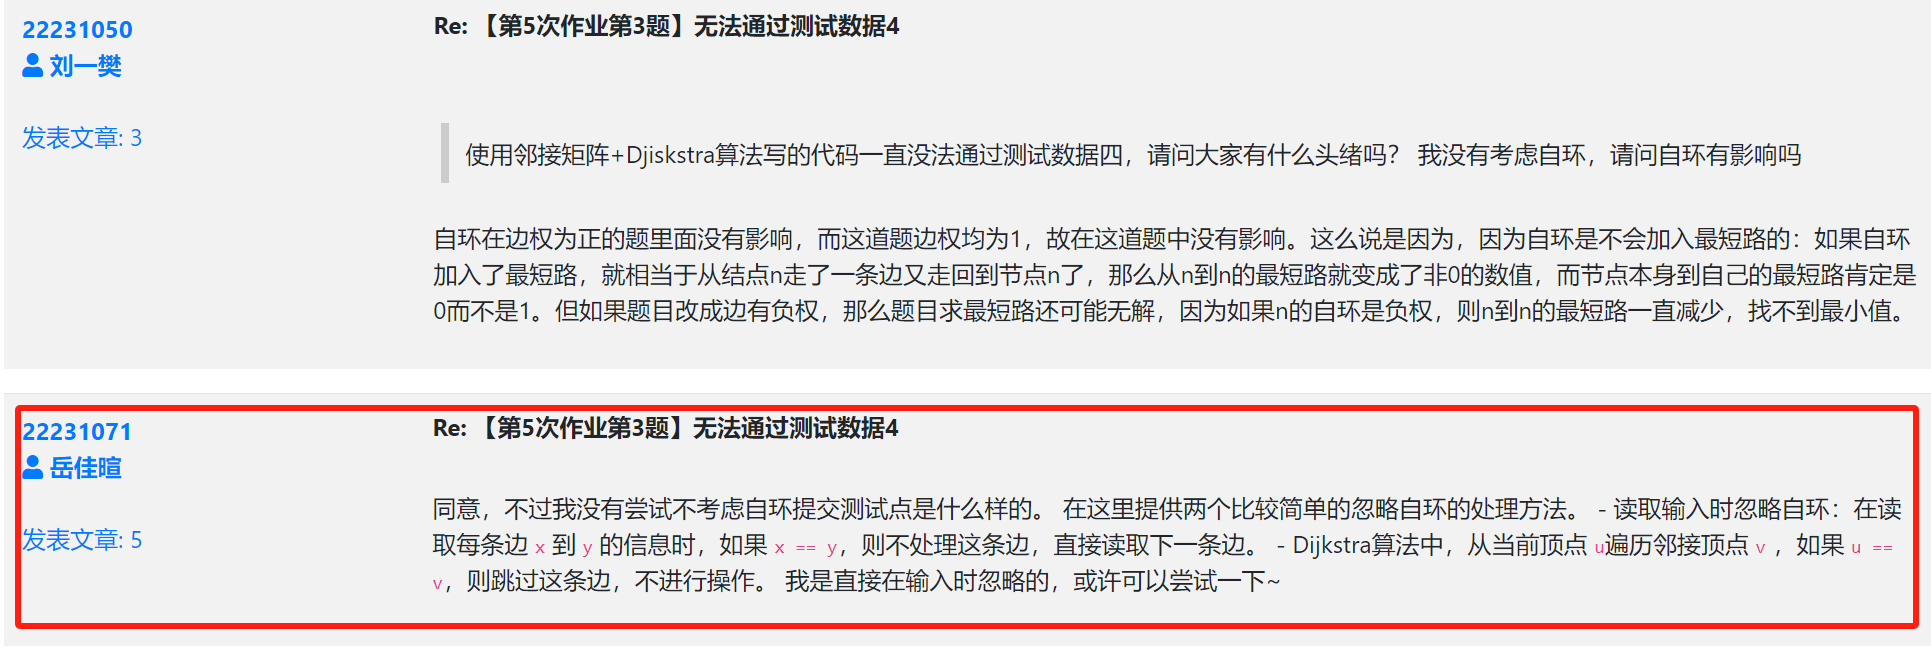 22231050
刘一樊
发表文章: 3
Re: 【第5次作业第3题】无法通过测试数据4
使用邻接矩阵+Djiskstra算法写的代码一直没法通过测试数据四，请问大家有什么头绪吗？ 我没有考虑自环，请问自环有影响吗
自环在边权为正的题里面没有影响，而这道题边权均为1，故在这道题中没有影响。这么说是因为，因为自环是不会加入最短路的：如果自环
加入了最短路，就相当于从结点n走了一条边又走回到节点n了，那么从n到n的最短路就变成了非0的数值，而节点本身到自己的最短路肯定是
0而不是1。但如果题目改成边有负权，那么题目求最短路还可能无解，因为如果n的自环是负权，则n到n的最短路一直减少，找不到最小值。
22231071
岳佳暄
发表文章: 5
Re: 【第5次作业第3题】无法通过测试数据4
同意，不过我没有尝试不考虑自环提交测试点是什么样的。 在这里提供两个比较简单的忽略自环的处理方法。 - 读取输入时忽略自环：在读
取每条边 x 到 y 的信息时，如果 x == y，则不处理这条边，直接读取下一条边。 - Dijkstra算法中，从当前顶点 u遍历邻接顶点 v ，如果 u ==
v，则跳过这条边，不进行操作。 我是直接在输入时忽略的，或许可以尝试一下~